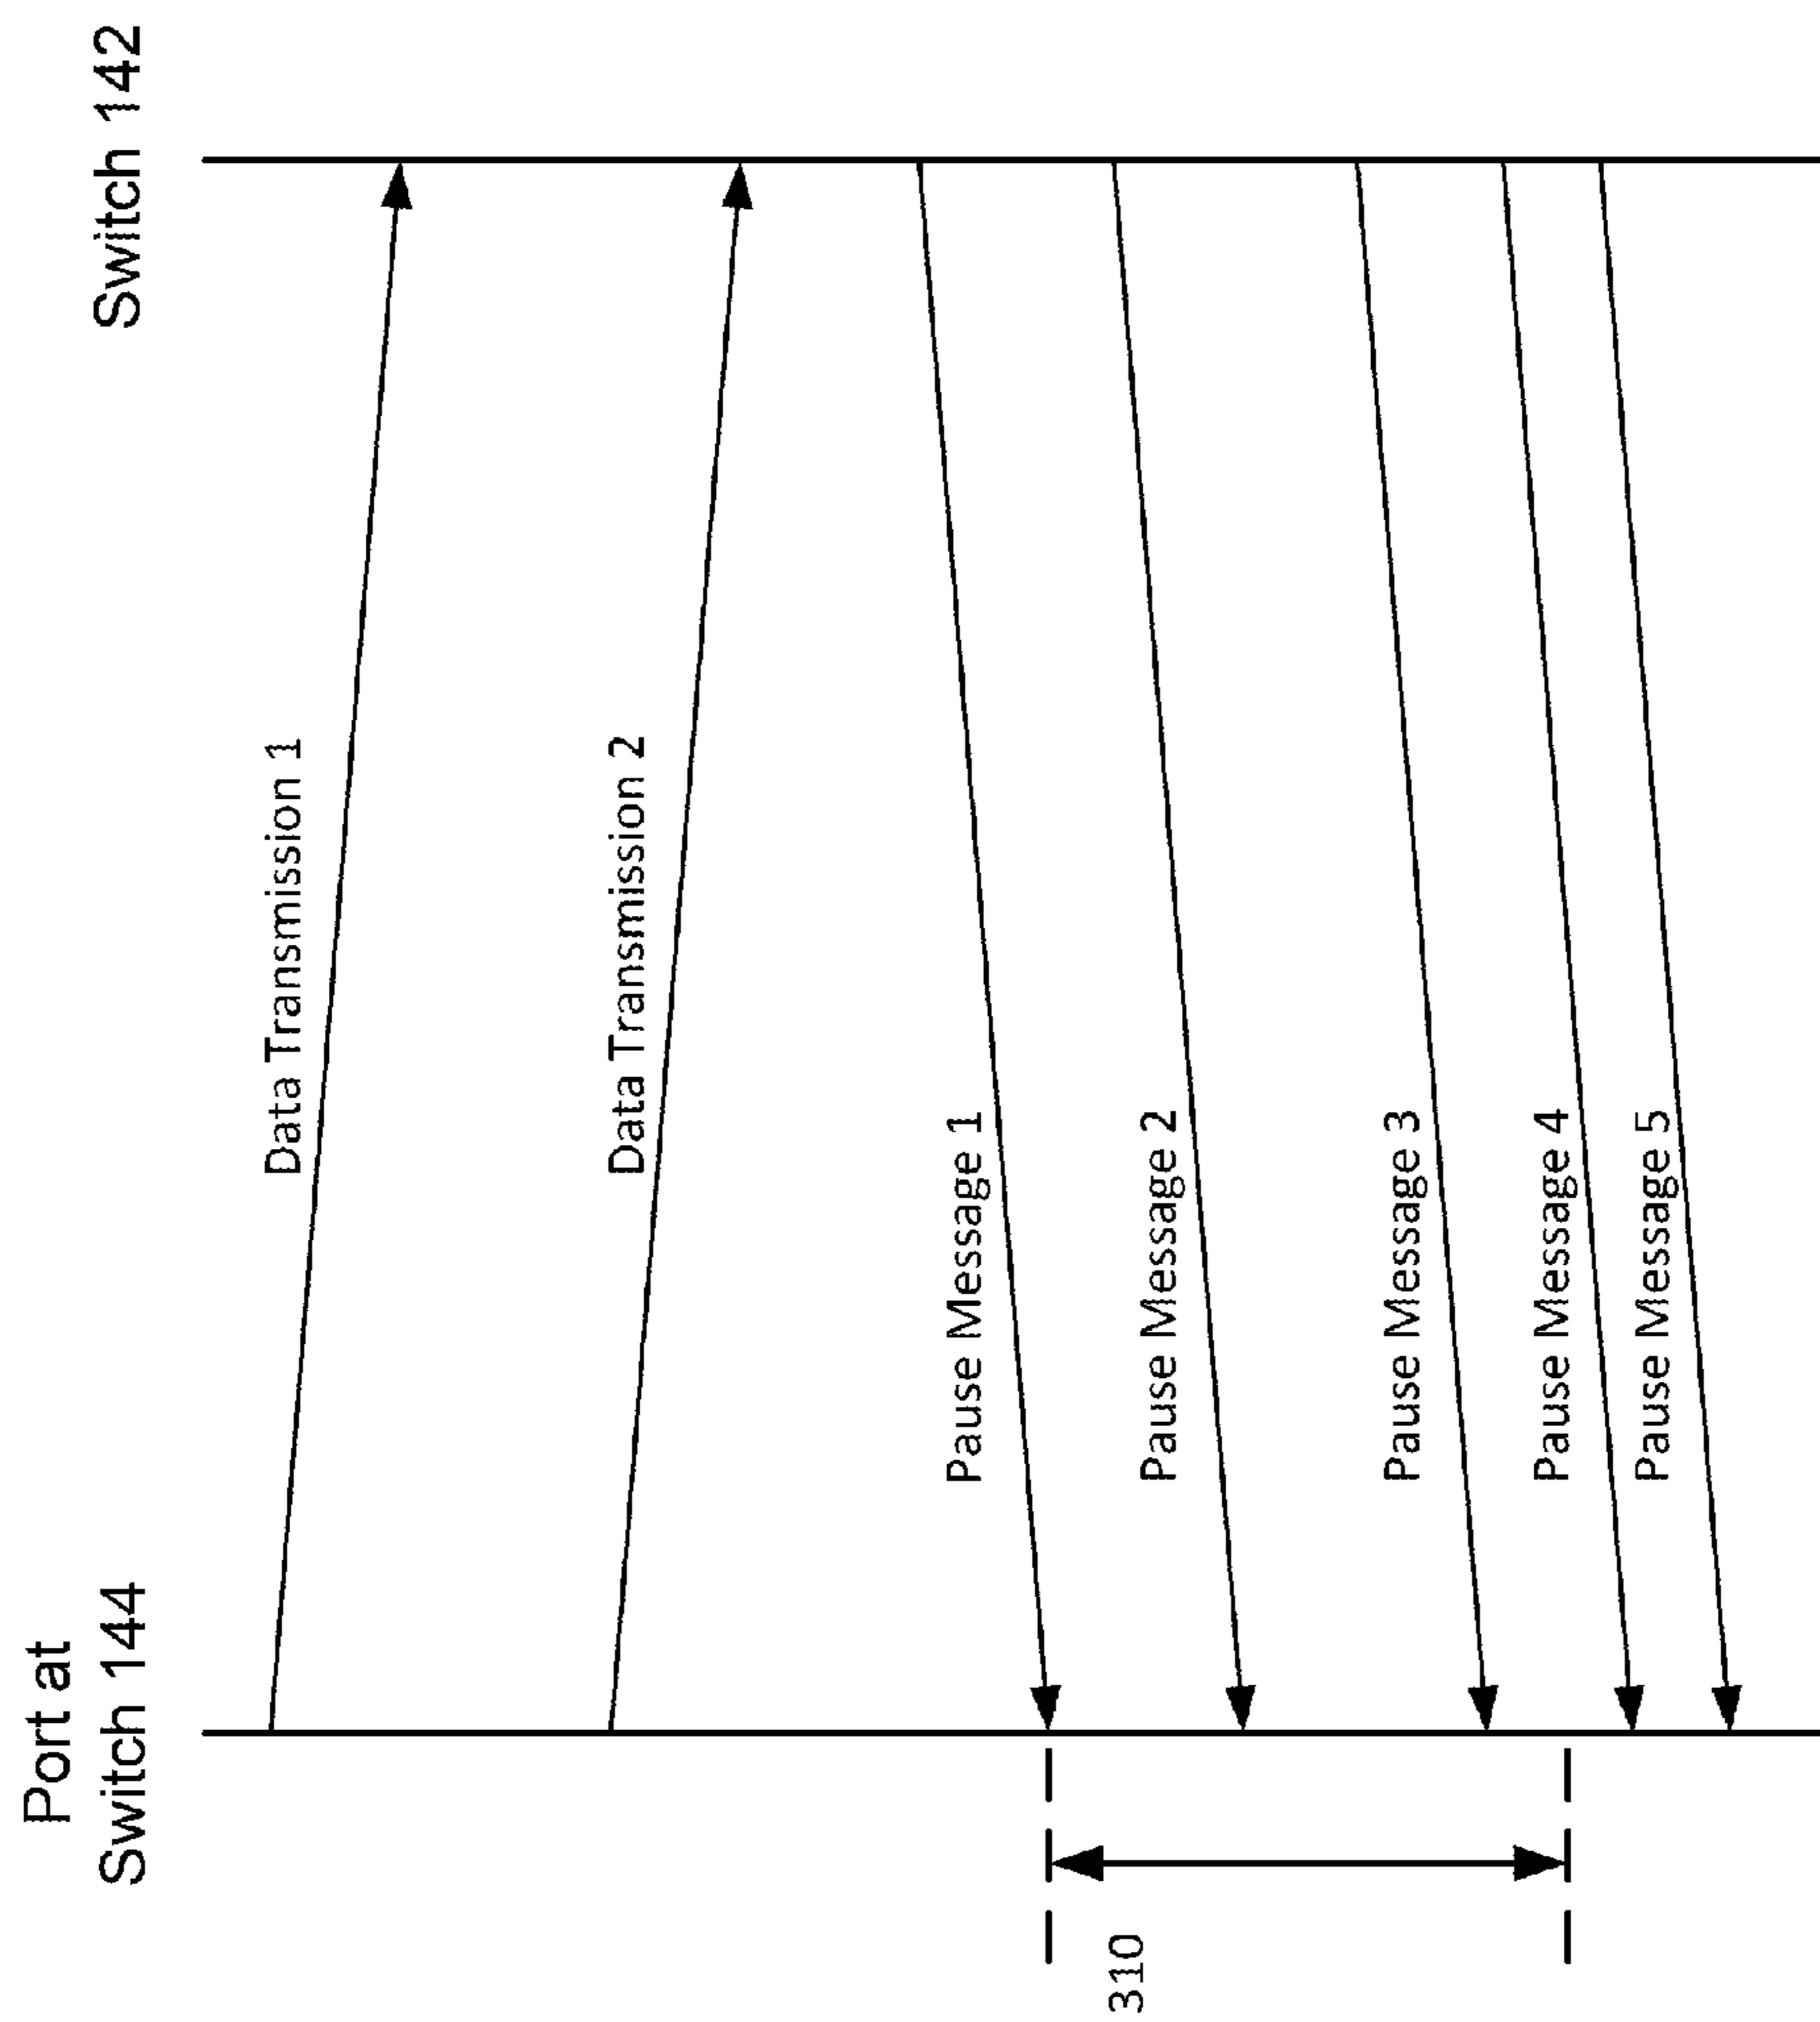 Port at
Switch 144
Switch 142
Data Transmission 1
Data Transmission 2
Pause Message 1
Pause Message 2
Pause Message 3
Pause Message 4
Pause Message 5
310